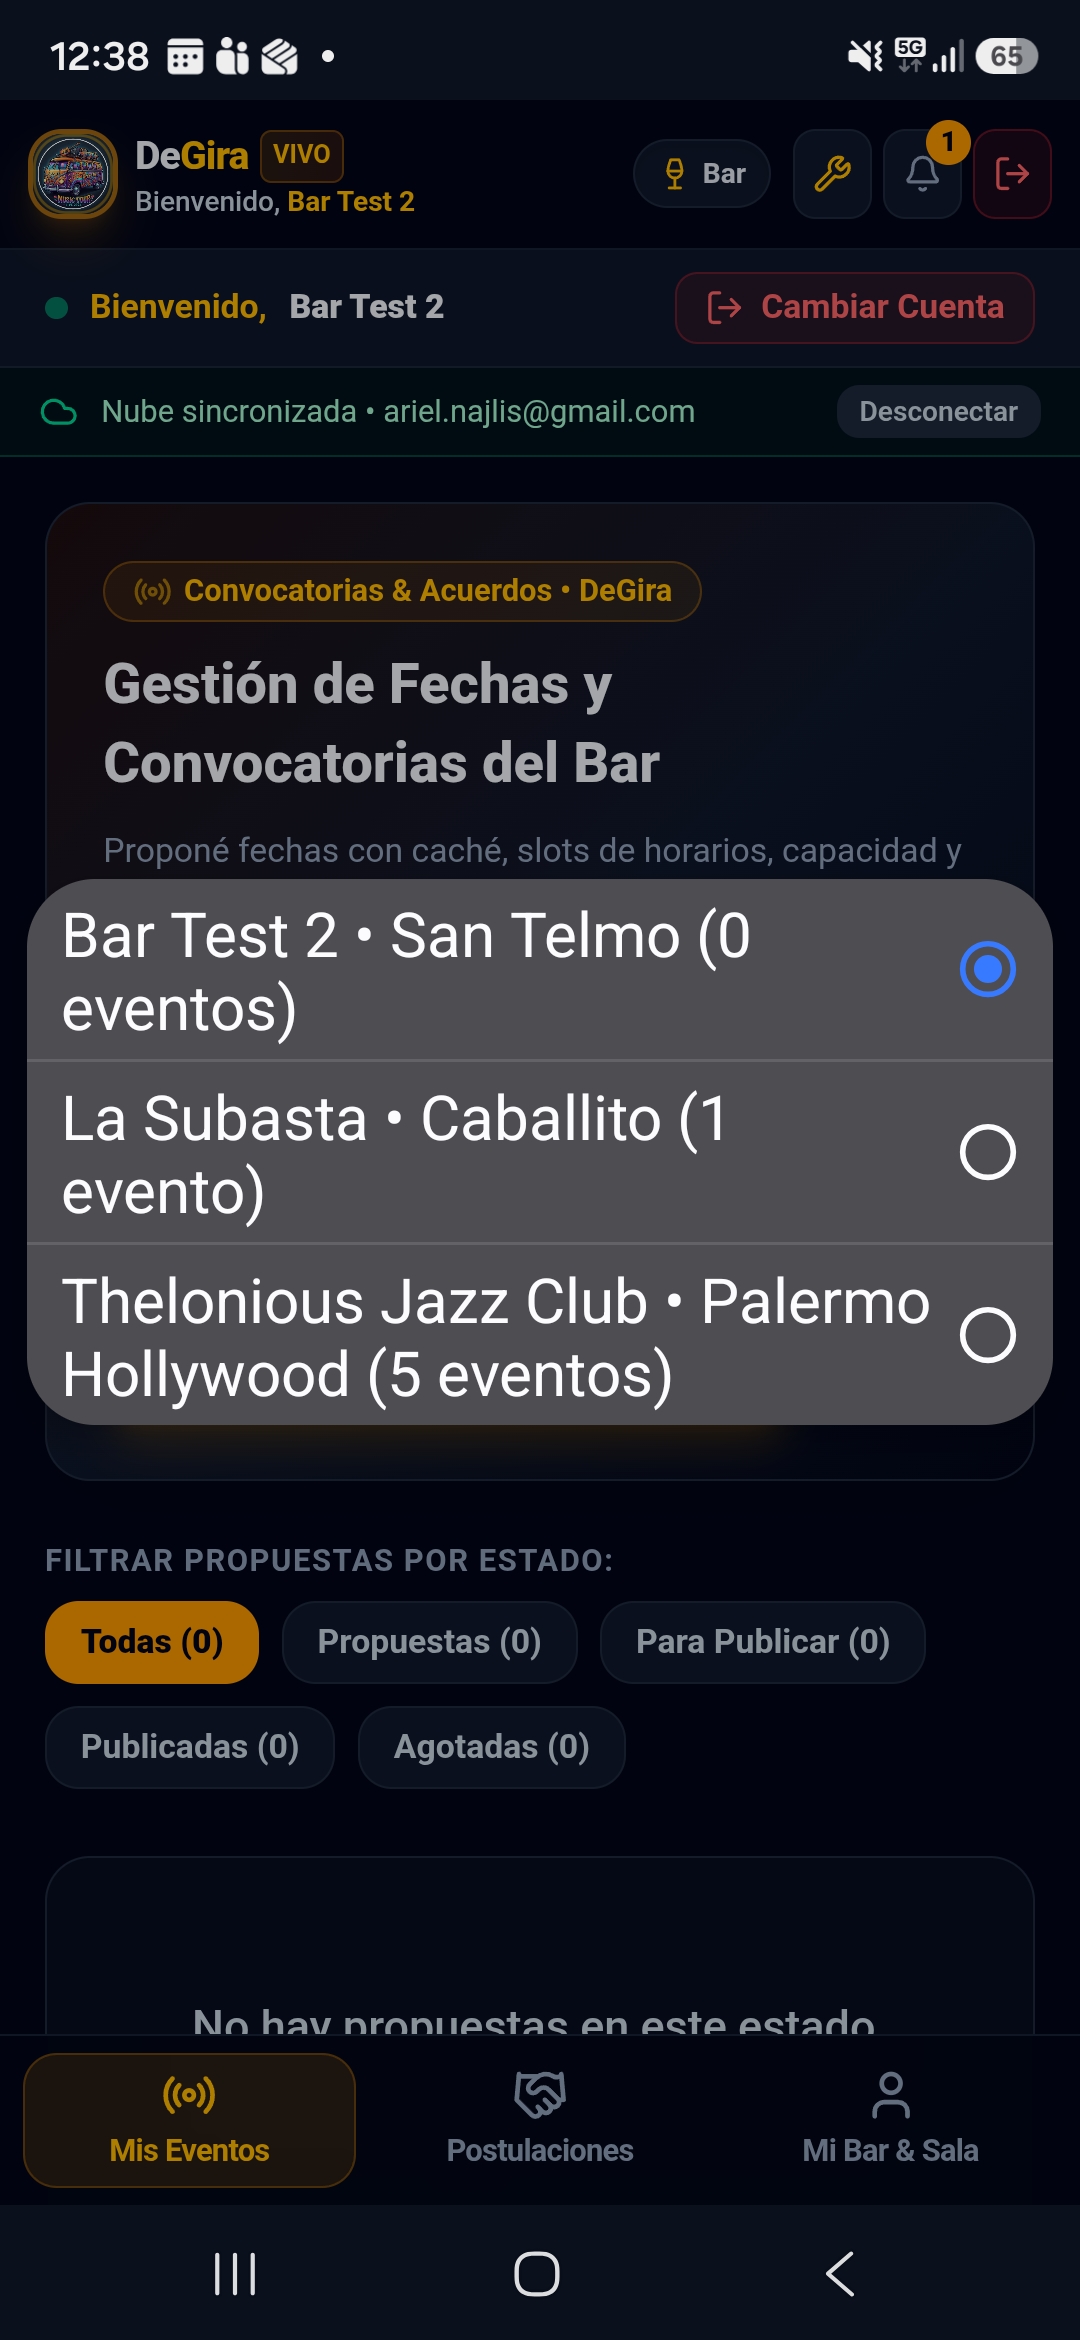 12:38
5G
65
DeGira VIVO
Bienvenido, Bar Test 2
Bar
1
Bienvenido, Bar Test 2
Cambiar Cuenta
Nube sincronizada • ariel.najlis@gmail.com
Desconectar
Convocatorias & Acuerdos • DeGira
Gestión de Fechas y
Convocatorias del Bar
Proponé fechas con caché, slots de horarios, capacidad y
Bar Test 2 • San Telmo (0
eventos)
La Subasta • Caballito (1
evento)
Thelonious Jazz Club • Palermo
Hollywood (5 eventos)
FILTRAR PROPUESTAS POR ESTADO:
Todas (0)
Propuestas (0)
Para Publicar (0)
Publicadas (0)
Agotadas (0)
No hay propuestas en este estado
Mis Eventos
Postulaciones
Mi Bar & Sala